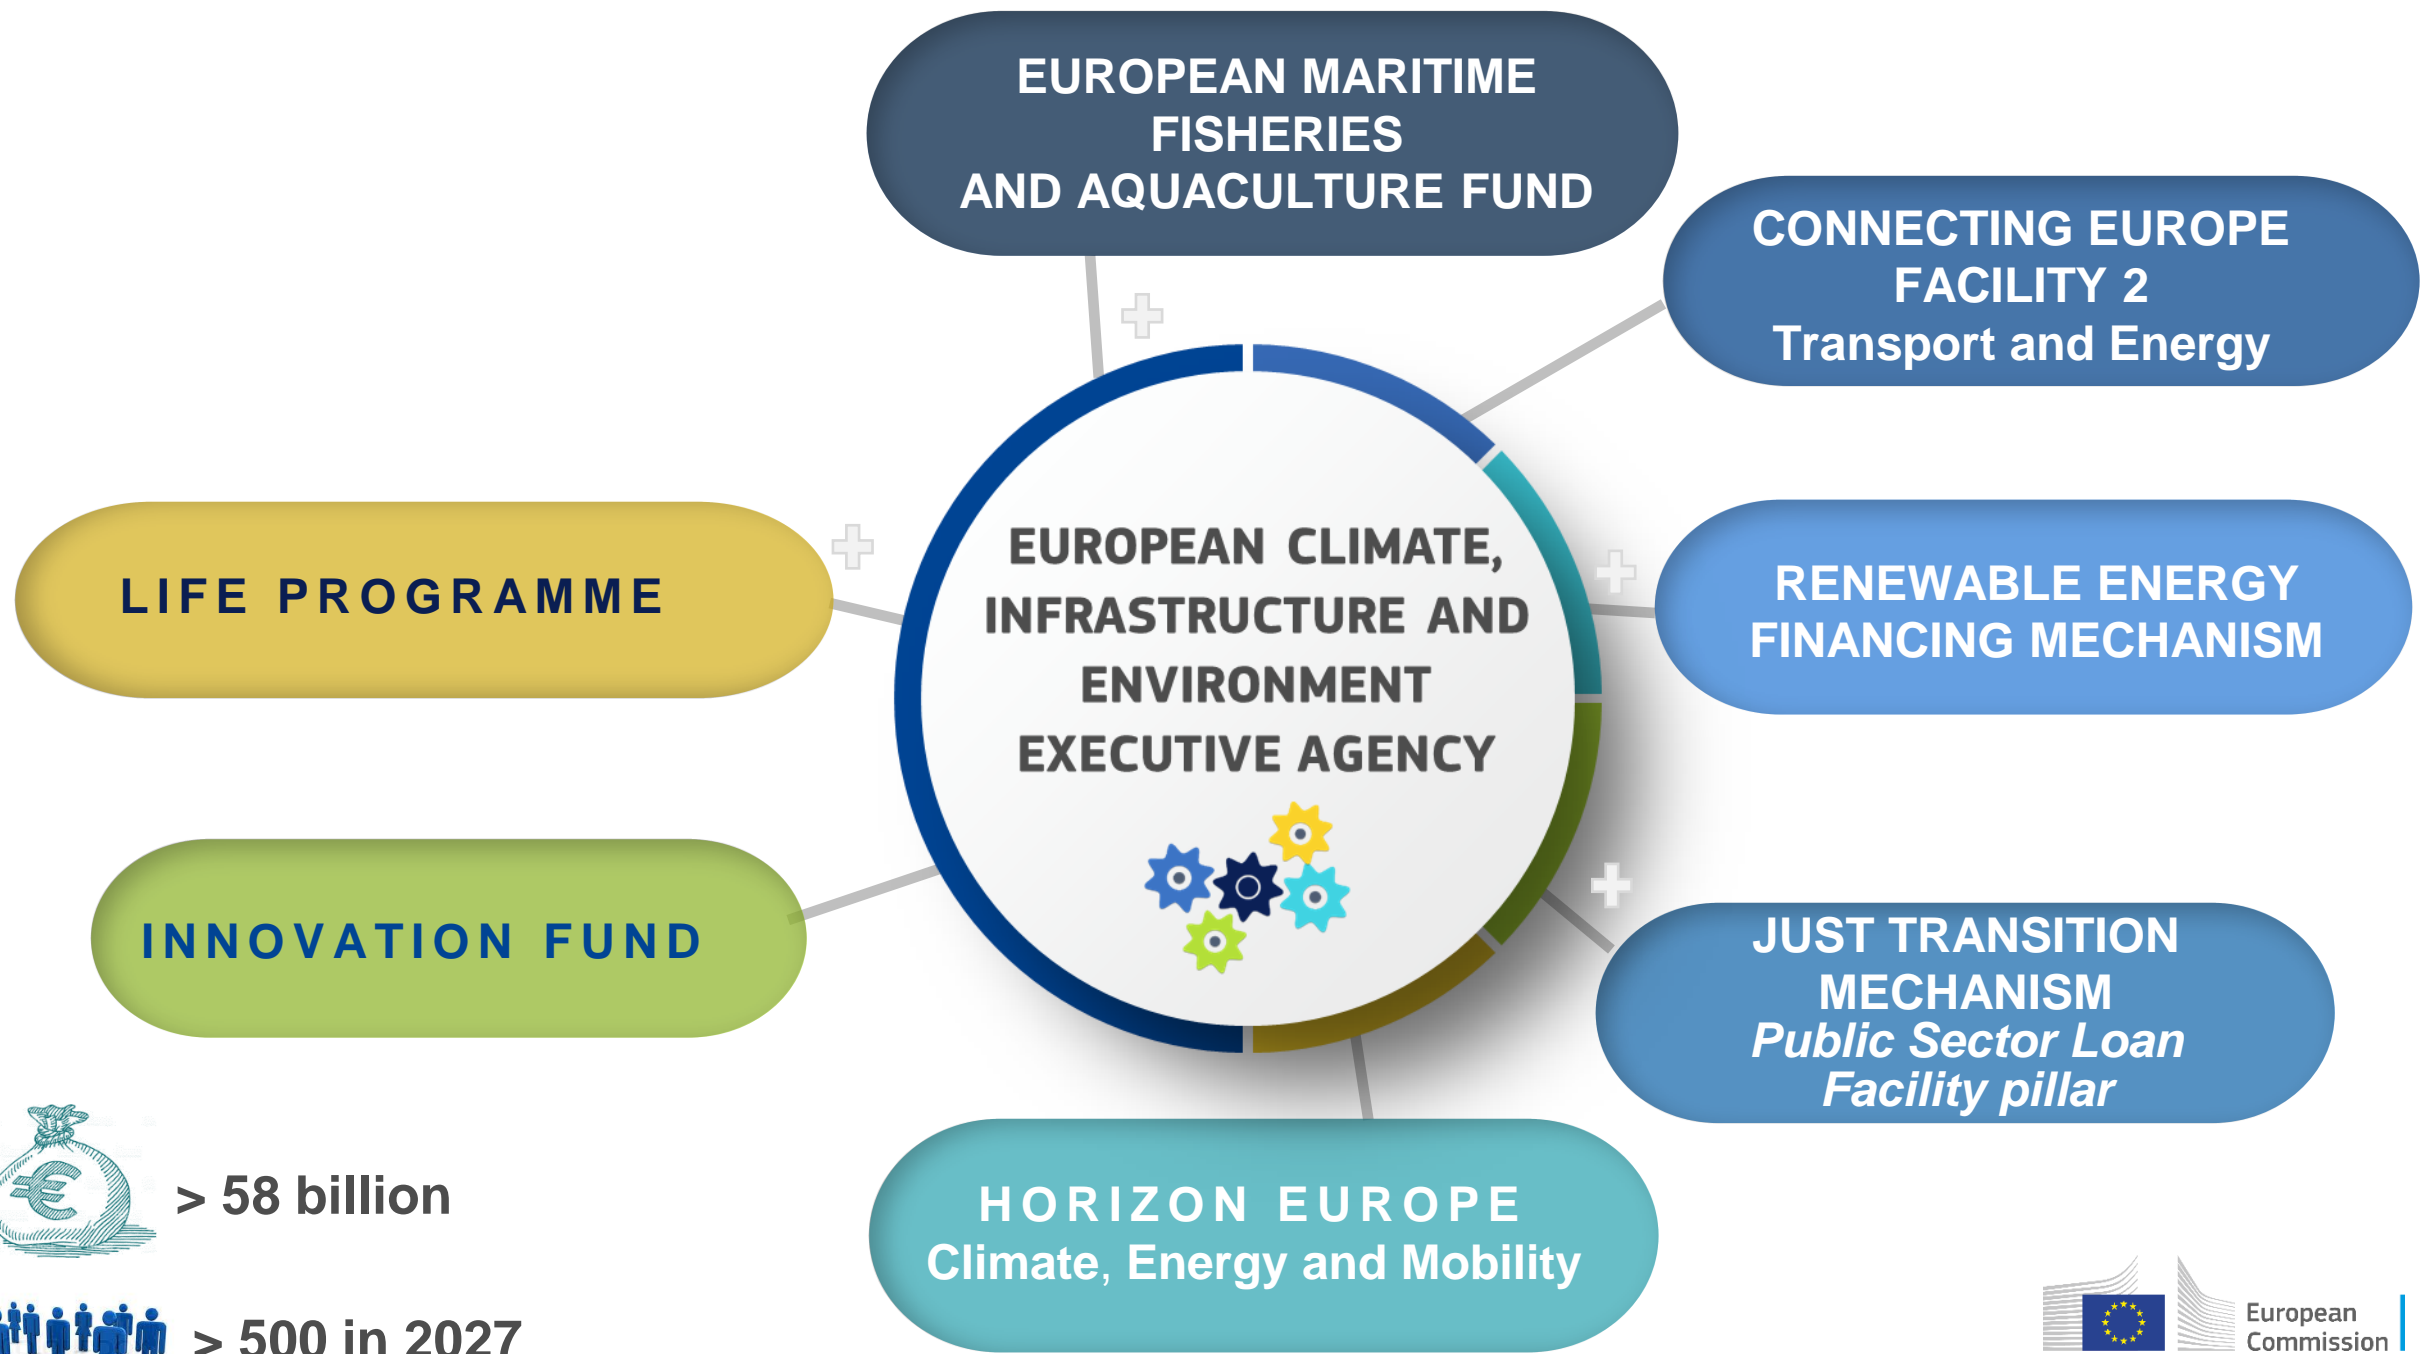 EUROPEAN MARITIME
FISHERIES
AND AQUACULTURE FUND
CONNECTING EUROPE
FACILITY 2
Transport and Energy
EUROPEAN CLIMATE,
INFRASTRUCTURE AND
ENVIRONMENT
EXECUTIVE AGENCY
LIFE PROGRAMME
RENEWABLE ENERGY
FINANCING MECHANISM
INNOVATION FUND
JUST TRANSITION
MECHANISM
Public Sector Loan
Facility pillar
HORIZON EUROPE
Climate, Energy and Mobility
€
> 58 billion
> 500 in 2027
European
Commission